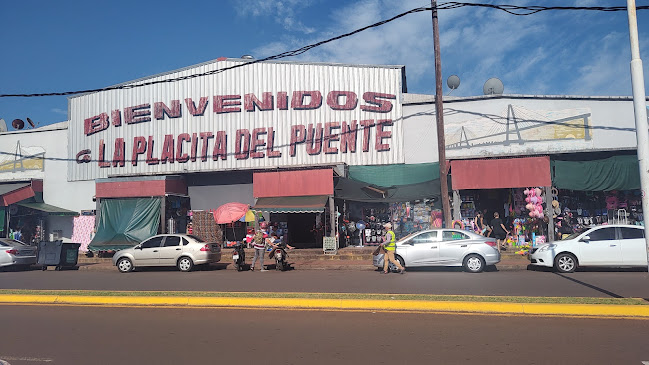 BIENVENIDOS
a LA PLACITA DEL PUENTE